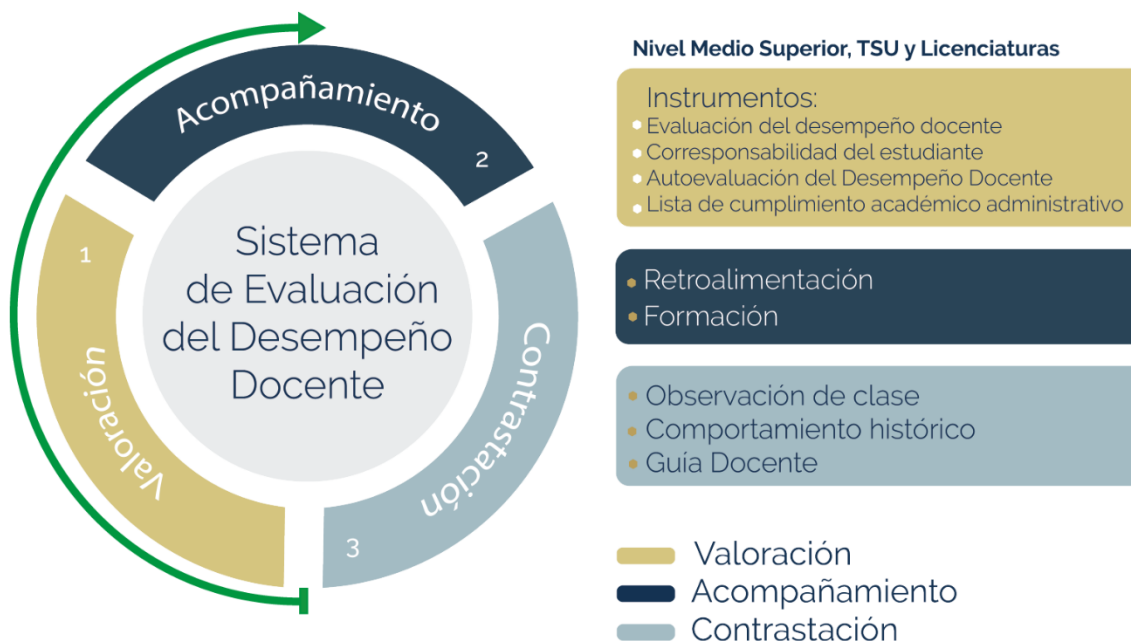 Acompañamiento
2
1
Valoración
Contrastación
3
Sistema
de Evaluación
del Desempeño
Docente
Nivel Medio Superior, TSU y Licenciaturas
Instrumentos:
Evaluación del desempeño docente
Corresponsabilidad del estudiante
Autoevaluación del Desempeño Docente
Lista de cumplimiento académico administrativo
Retroalimentación
Formación
Observación de clase
Comportamiento histórico
Guía Docente
Valoración
Acompañamiento
Contrastación